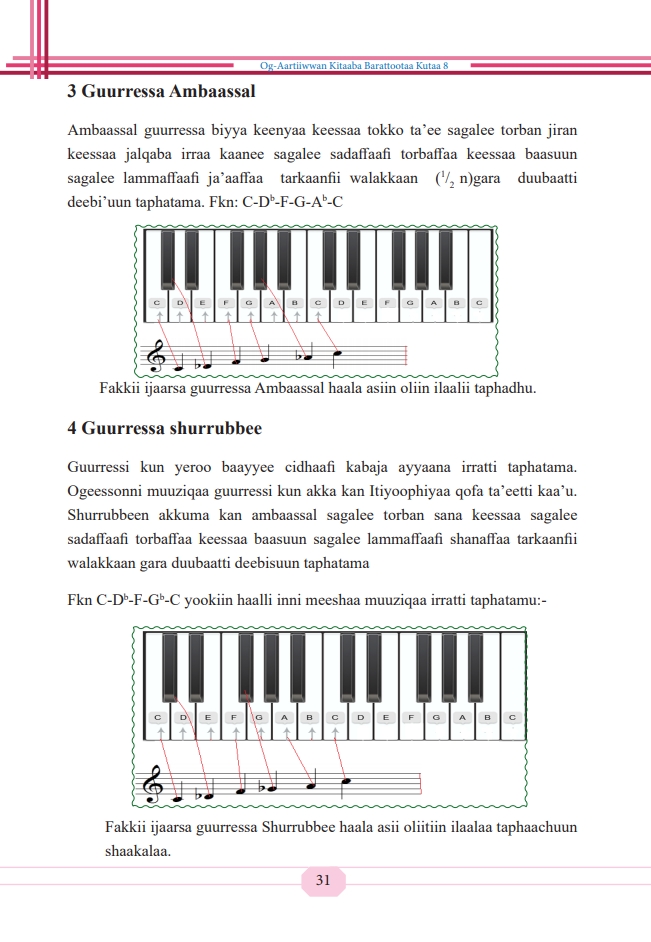 Og-Aartiiwwan Kitaaba Barattootaa Kutaa 8
3 Guurressa Ambaassal
Ambaassal guurressa biyya keenyaa keessaa tokko ta’ee sagalee torban jiran
keessaa jalqaba irraa kaanee sagalee sadaffaafi torbaffaa keessaa baasuun
sagalee lammaffaafi ja’aaffaa tarkaanfii walakkaan (1/2 n)gara duubaatti
deebi’uun taphatama. Fkn: C-Dᵇ-F-G-Aᵇ-C
C D E F G A B C D E F G A B C
Fakkii ijaarsa guurressa Ambaassal haala asiin oliin ilaalii taphadhu.
4 Guurressa shurrubbee
Guurressi kun yeroo baayyee cidhaafi kabaja ayyaana irratti taphatama.
Ogeessonni muuziqaa guurressi kun akka kan Itiyoophiyaa qofa ta’eetti kaa’u.
Shurrubbeen akkuma kan ambaassal sagalee torban sana keessaa sagalee
sadaffaafi torbaffaa keessaa baasuun sagalee lammaffaafi shanaffaa tarkaanfii
walakkaan gara duubaatti deebisuun taphatama
Fkn C-Dᵇ-F-Gᵇ-C yookiin haalli inni meeshaa muuziqaa irratti taphatamu:-
C D E F G A B C D E F G A B C
Fakkii ijaarsa guurressa Shurrubbee haala asii oliitiin ilaalaa taphaachuun
shaakalaa.
31